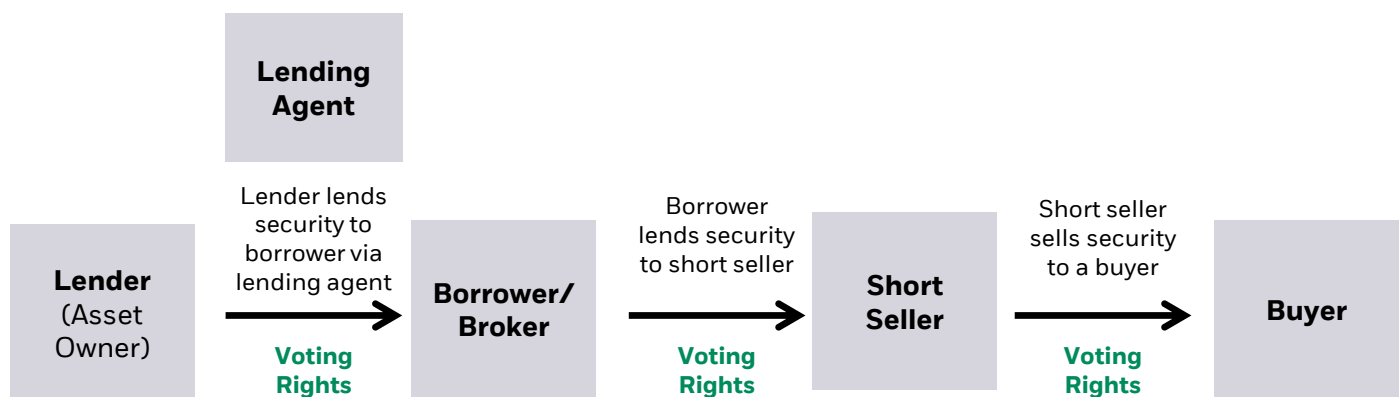 Lending
Agent
Lender
(Asset
Owner)
Lender lends
security to
borrower via
lending agent
Voting
Rights
Borrower/
Broker
Borrower
lends security
to short seller
Voting
Rights
Short
Seller
Short seller
sells security
to a buyer
Voting
Rights
Buyer